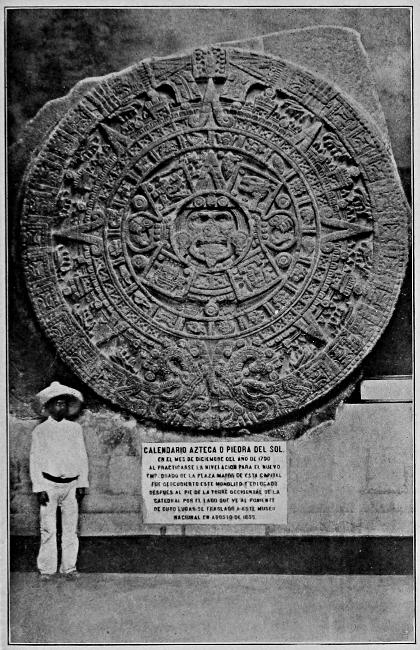 CALENDARIO AZTECA O PIEDRA DEL SOL.
EN EL MES DE DICIEMBRE DEL AÑO DE 1790
AL PRACTICARSE LA NIVELACION PARA EL NUEVO
EMPEDRADO DE LA PLAZA MAYOR DE ESTA CAPITAL
FUE DESCUBIERTO ESTE MONOLITO Y COLOCADO
DESPUES AL PIE DE LA TORRE OCCIDENTAL DE LA
CATEDRAL POR EL LADO QUE VE AL PONIENTE
DE CUYO LUGAR SE TRASLADO A ESTE MUSEO
NACIONAL EN AGOSTO DE 1885.